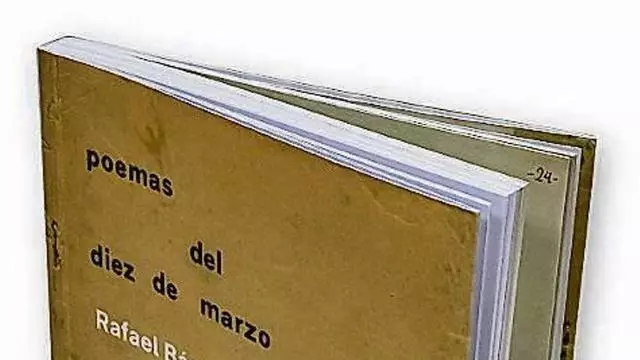 poemas
del
diez de marzo
Rafael
-24-